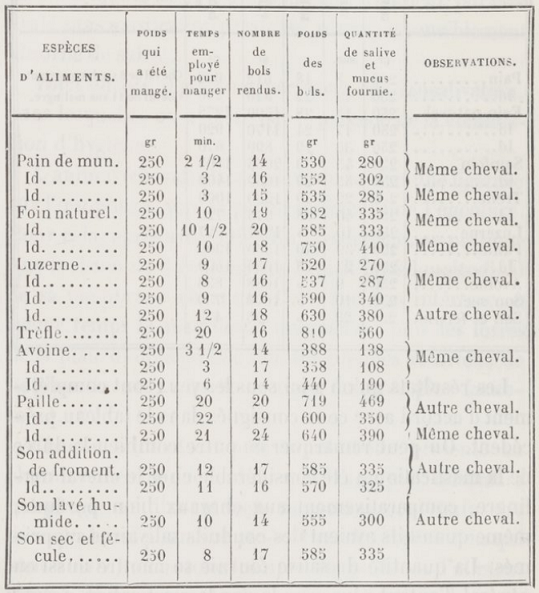 ESPÈCES D'ALIMENTS. | POIDS qui a été mangé. | TEMPS em-ployé pour manger | NOMBRE de bols rendus. | POIDS des bols. | QUANTITÉ de salive et mucus fournie. | OBSERVATIONS.
gr min. gr gr
Pain de mun. 250 2 1/2 14 530 280 Même cheval.
Id........ 250 3 16 552 302
Id........ 250 3 15 535 285 Même cheval.
Foin naturel. 250 10 19 582 335 Même cheval.
Id........ 250 10 1/2 20 585 333
Id........ 250 10 18 750 410 Même cheval.
Luzerne..... 250 9 17 520 270
Id........ 250 8 16 537 287 Même cheval.
Id........ 250 9 16 590 340
Id........ 250 12 18 630 380 Autre cheval.
Trèfle...... 250 20 16 810 560
Avoine...... 250 3 1/2 14 388 138 Même cheval.
Id........ 250 3 17 358 108
Id........ 250 6 14 440 190
Paille...... 250 20 20 719 469 Autre cheval.
Id........ 250 22 19 600 350
Id........ 250 21 24 640 390 Même cheval.
Son addition.
de froment. 250 12 17 585 335 Autre cheval.
Id........ 250 11 16 570 325
Son lavé hu
mide.... 250 10 14 555 300 Autre cheval.
Son sec et fé-
cule..... 250 8 17 585 335